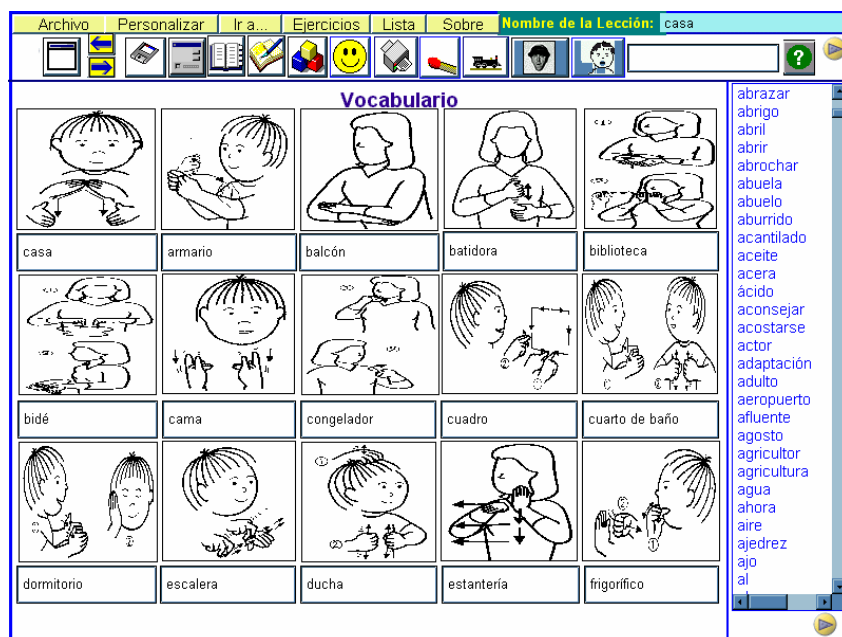 Archivo Personalizar Ir a... Ejercicios Lista Sobre Nombre de la Lección: casa
?
Vocabulario
casa armario balcón batidora biblioteca
bidé cama congelador cuadro cuarto de baño
dormitorio escalera ducha estantería frigorífico
abrazar
abrigo
abril
abrir
abrochar
abuela
abuelo
aburrido
acantilado
aceite
acera
ácido
aconsejar
acostarse
actor
adaptación
adulto
aeropuerto
afluente
agosto
agricultor
agricultura
agua
ahora
aire
ajedrez
ajo
al